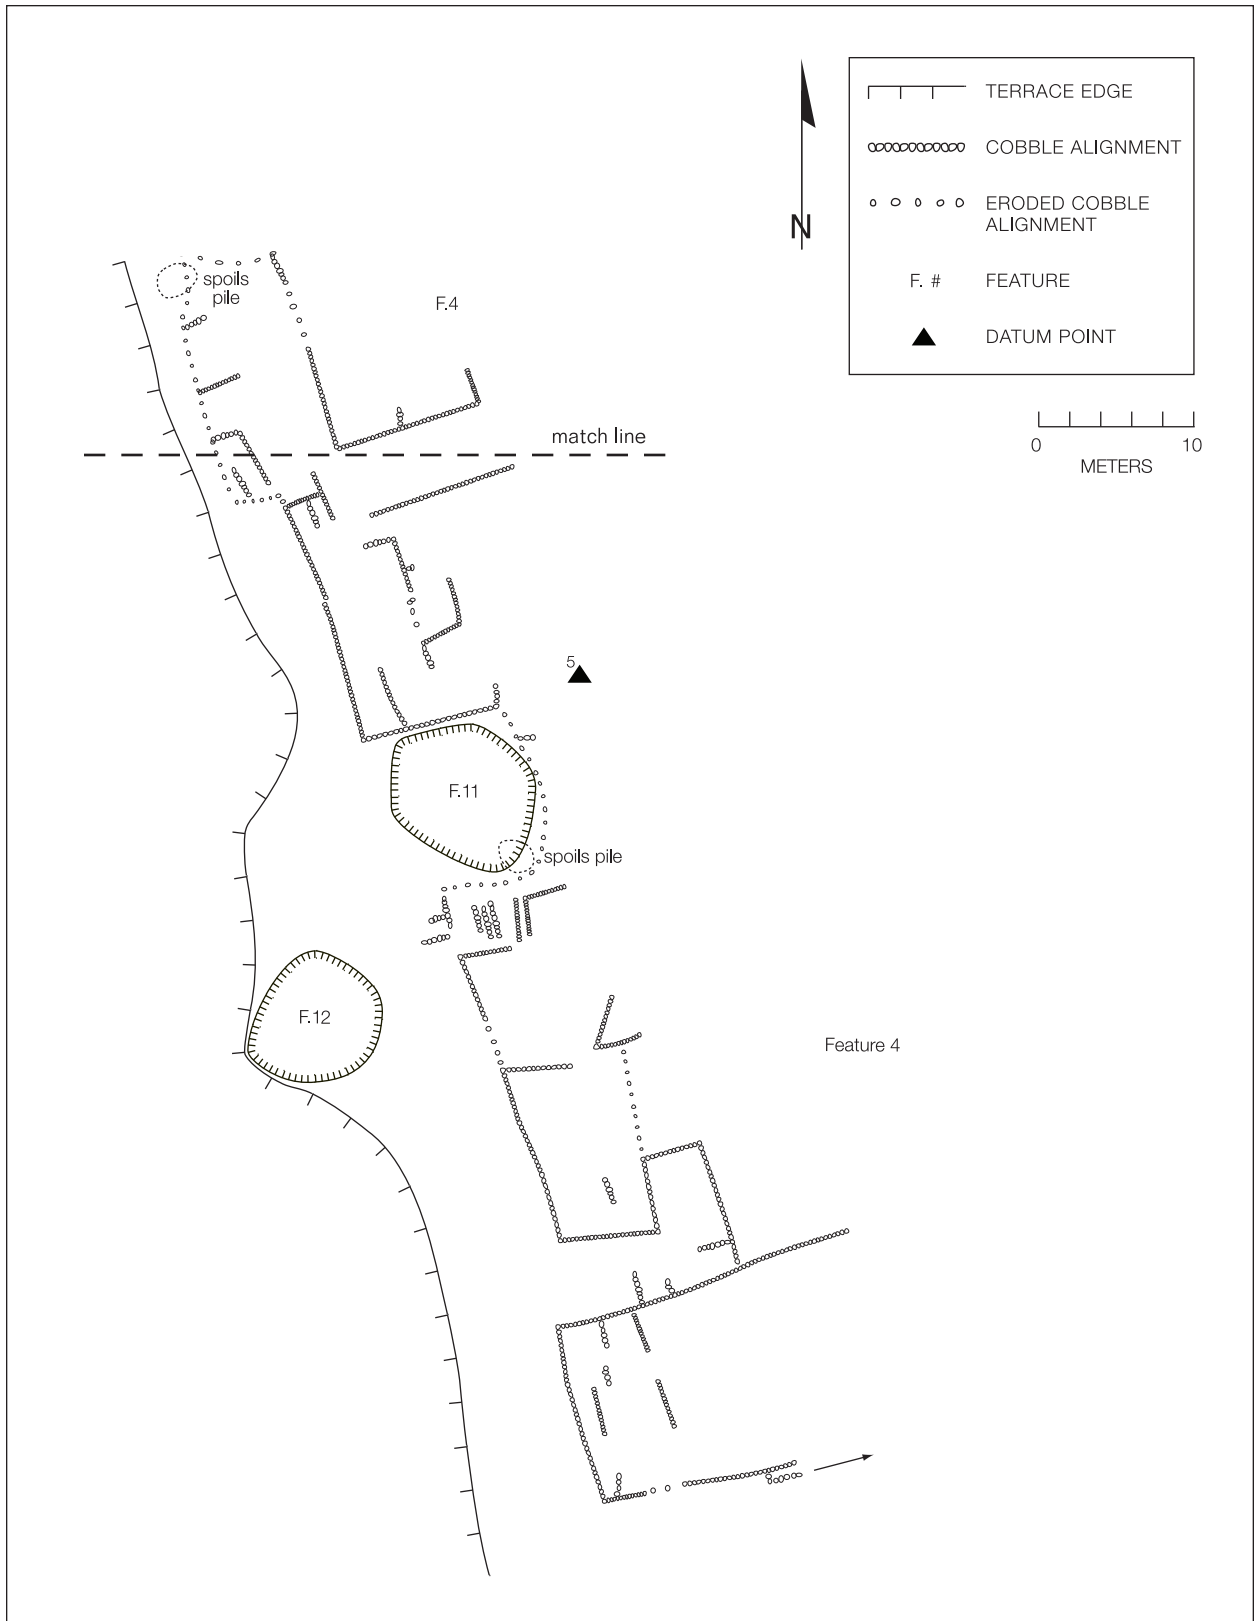 TERRACE EDGE
COBBLE ALIGNMENT
ERODED COBBLE
ALIGNMENT
F. # FEATURE
DATUM POINT
N
0 10
METERS
spoils
pile
F.4
match line
5
F.11
spoils pile
F.12
Feature 4